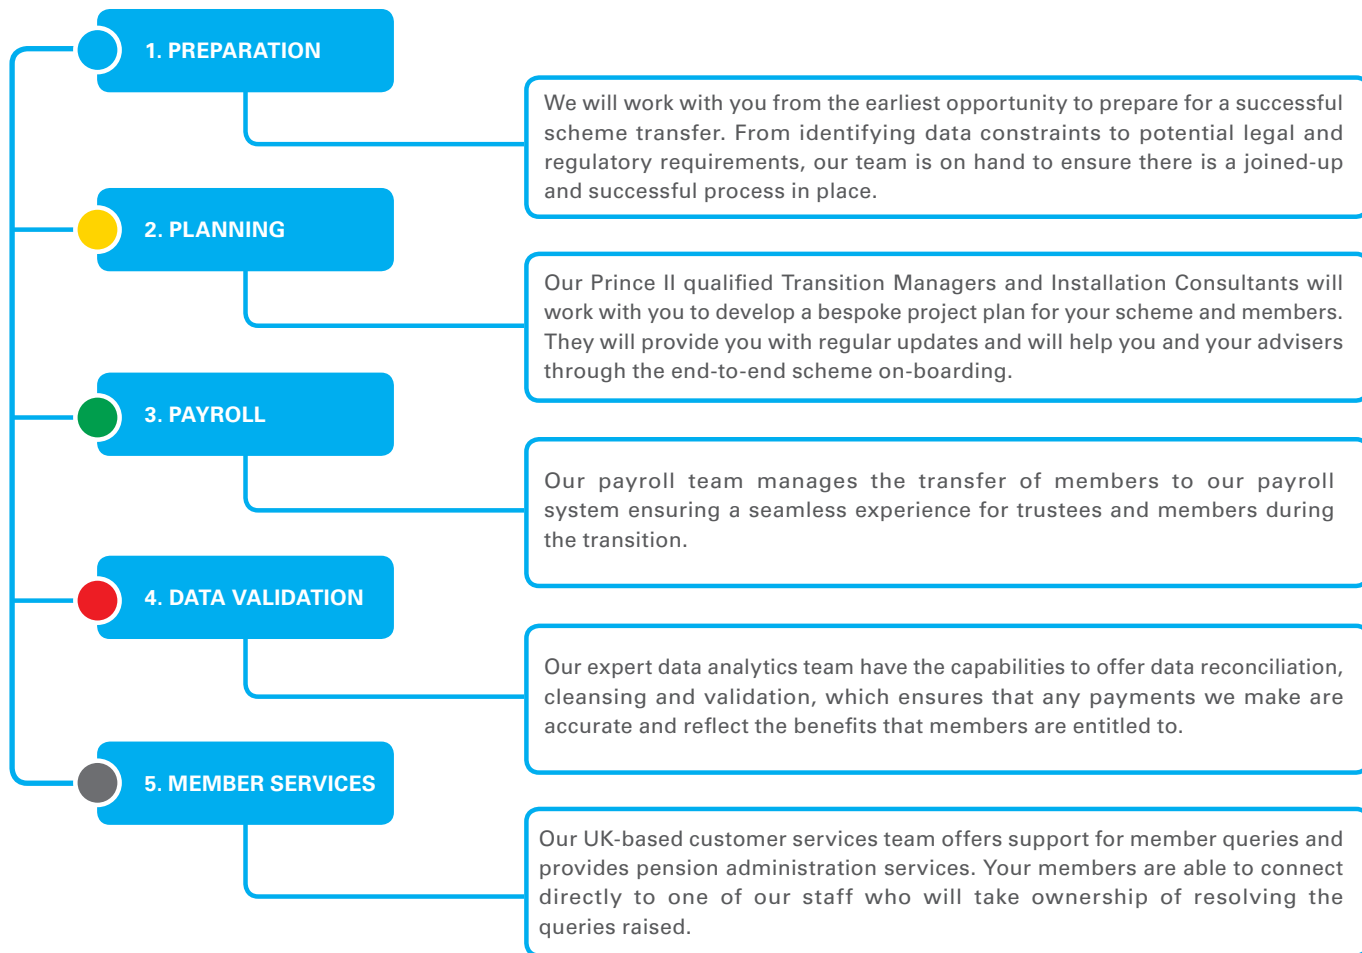 1. PREPARATION
We will work with you from the earliest opportunity to prepare for a successful
scheme transfer. From identifying data constraints to potential legal and
regulatory requirements, our team is on hand to ensure there is a joined-up
and successful process in place.
2. PLANNING
Our Prince II qualified Transition Managers and Installation Consultants will
work with you to develop a bespoke project plan for your scheme and members.
They will provide you with regular updates and will help you and your advisers
through the end-to-end scheme on-boarding.
3. PAYROLL
Our payroll team manages the transfer of members to our payroll
system ensuring a seamless experience for trustees and members during
the transition.
4. DATA VALIDATION
Our expert data analytics team have the capabilities to offer data reconciliation,
cleansing and validation, which ensures that any payments we make are
accurate and reflect the benefits that members are entitled to.
5. MEMBER SERVICES
Our UK-based customer services team offers support for member queries and
provides pension administration services. Your members are able to connect
directly to one of our staff who will take ownership of resolving the
queries raised.